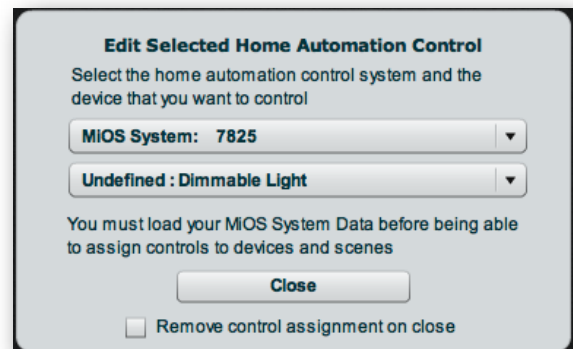 Edit Selected Home Automation Control
Select the home automation control system and the
device that you want to control
MiOS System: 7825
Undefined : Dimmable Light
You must load your MiOS System Data before being able
to assign controls to devices and scenes
Close
Remove control assignment on close